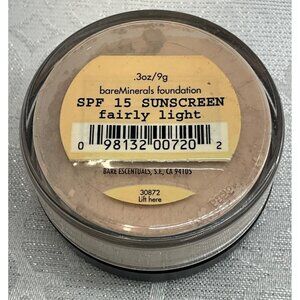 .3oz/9g
bareMinerals foundation
SPF 15 SUNSCREEN
fairly light
0 98132 00720 2
BARE ESCENTUALS, S.F., CA 94105
30872
Lift here